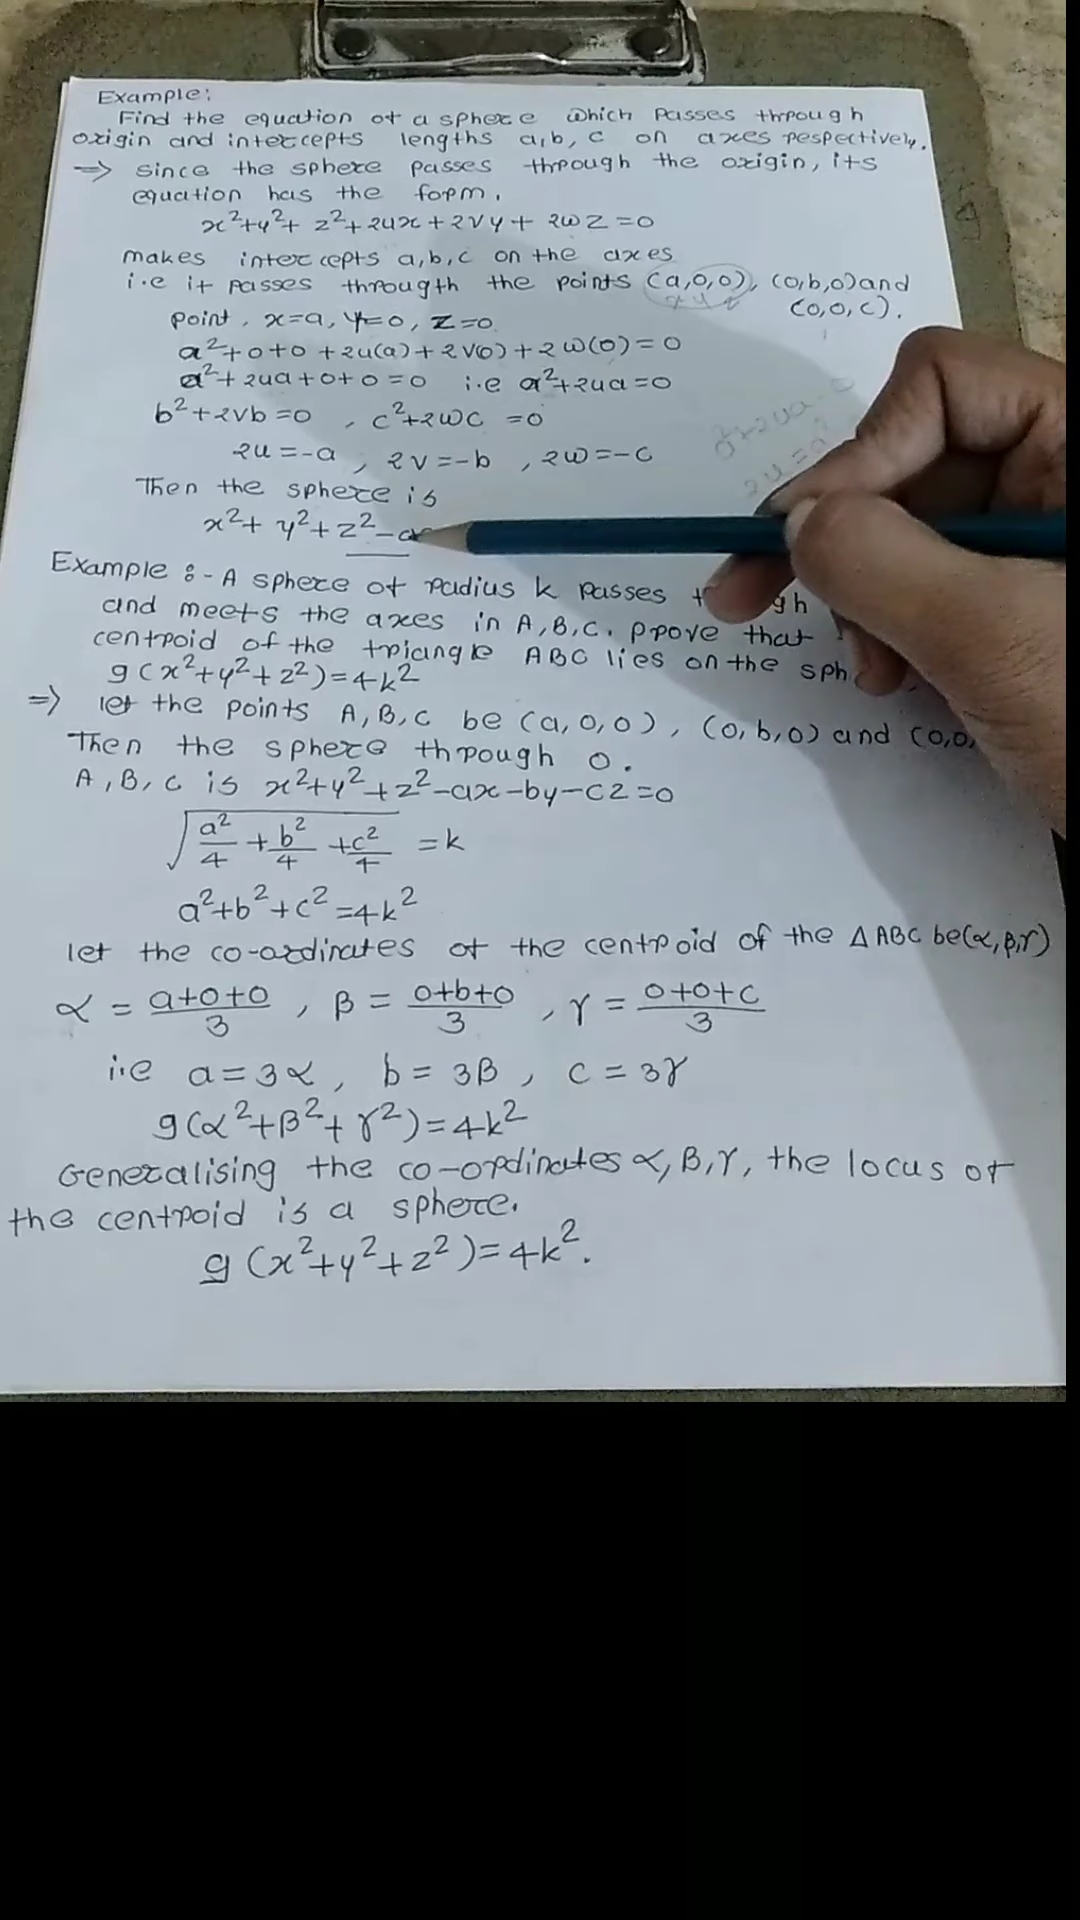 Example:
Find the equation of a sphere which passes through
origin and intercepts lengths a, b, c on axes respectively.
=> since the sphere passes through the origin, its
equation has the form.
x²+y²+ z²+2ux+2vy+2wz=0
makes intercepts a, b, c on the axes
i.e it passes througth the points (a,0,0), (0,b,0) and
(0,0,c).
x y z
point, x=a, y=0, z=0
a²+0+0+2u(a)+2v(0)+2w(0)=0
a²+2ua+0+0=0 i.e a²+2ua=0
b²+2vb=0, c²+2wc=0
2u=-a, 2v=-b, 2w=-c
Then the sphere is
x²+ y²+z²-a
Example :- A sphere of radius k passes
and meets the axes in A,B,C. prove that
centroid of the triangle ABC lies on the sph
9(x²+y²+z²)=4k²
=> let the points A,B,C be (a,0,0), (0,b,0) and (0,0,
Then the sphere through O.
A,B,C is x²+y²+z²-ax-by-cz=0
√a²/4 + b²/4 + c²/4 = k
a²+b²+c²=4k²
let the co-ordinates of the centroid of the ΔABC be(α,β,γ)
α = a+0+0/3, β = 0+b+0/3, γ = 0+0+c/3
i.e a=3α, b=3β, c=3γ
9(α²+β²+γ²)=4k²
Generalising the co-ordinates α,β,γ, the locus of
the centroid is a sphere.
9(x²+y²+z²)=4k².